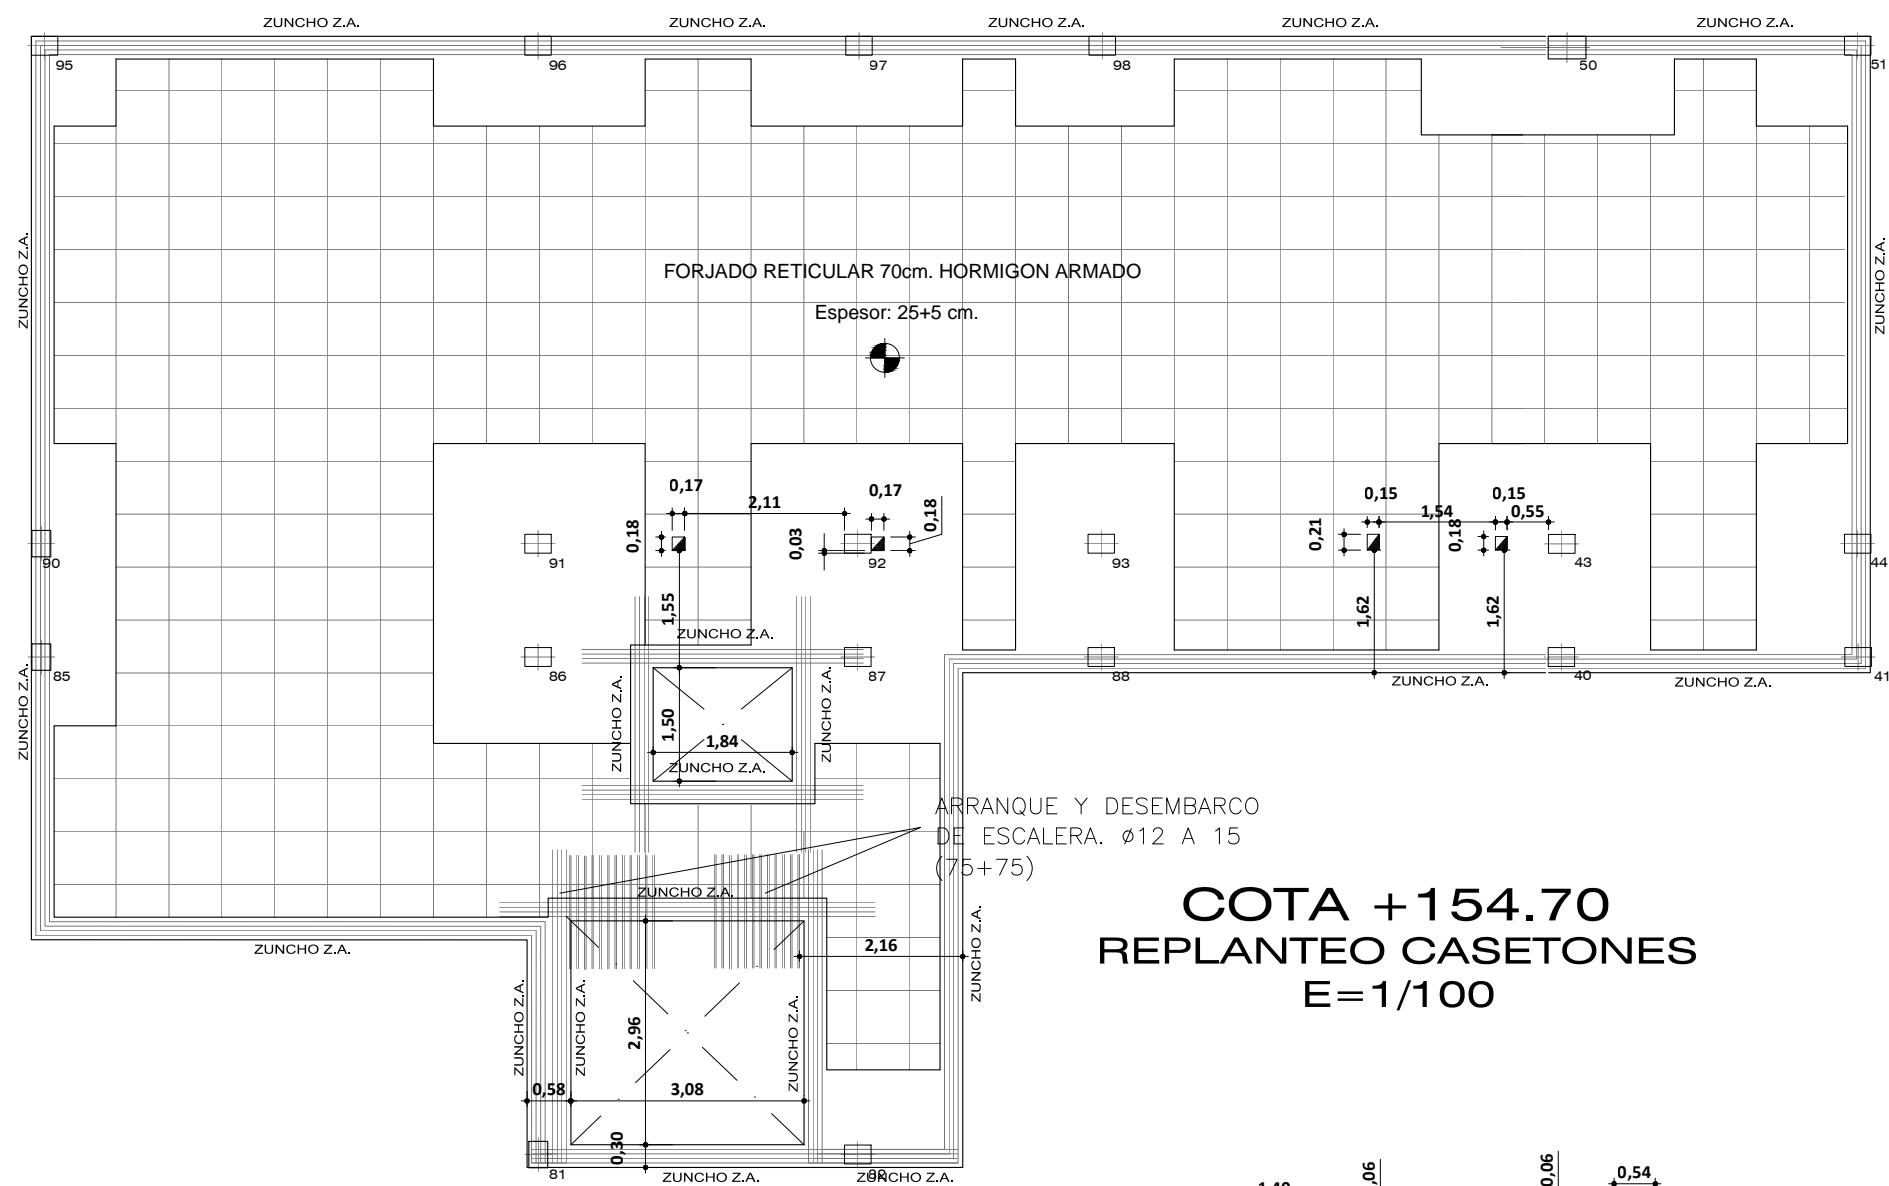 ZUNCHO Z.A.
ZUNCHO Z.A.
ZUNCHO Z.A.
ZUNCHO Z.A.
ZUNCHO Z.A.
95
96
97
98
50
51
ZUNCHO Z.A.
ZUNCHO Z.A.
FORJADO RETICULAR 70cm. HORMIGON ARMADO
Espesor: 25+5 cm.
0,17
2,11
0,17
0,18
0,18
0,03
0,15
1,54
0,15
0,55
0,21
0,18
90
91
92
93
43
44
1,55
1,62
1,62
ZUNCHO Z.A.
85
86
87
88
40
41
ZUNCHO Z.A.
ZUNCHO Z.A.
ZUNCHO Z.A.
ZUNCHO Z.A.
ZUNCHO Z.A.
1,50
1,84
ZUNCHO Z.A.
ARRANQUE Y DESEMBARCO
DE ESCALERA. ø12 A 15
(75+75)
ZUNCHO Z.A.
COTA +154.70
REPLANTEO CASETONES
E=1/100
ZUNCHO Z.A.
2,16
ZUNCHO Z.A.
ZUNCHO Z.A.
ZUNCHO Z.A.
ZUNCHO Z.A.
2,96
0,58
3,08
0,30
81
ZUNCHO Z.A.
ZUNCHO Z.A.
0,54